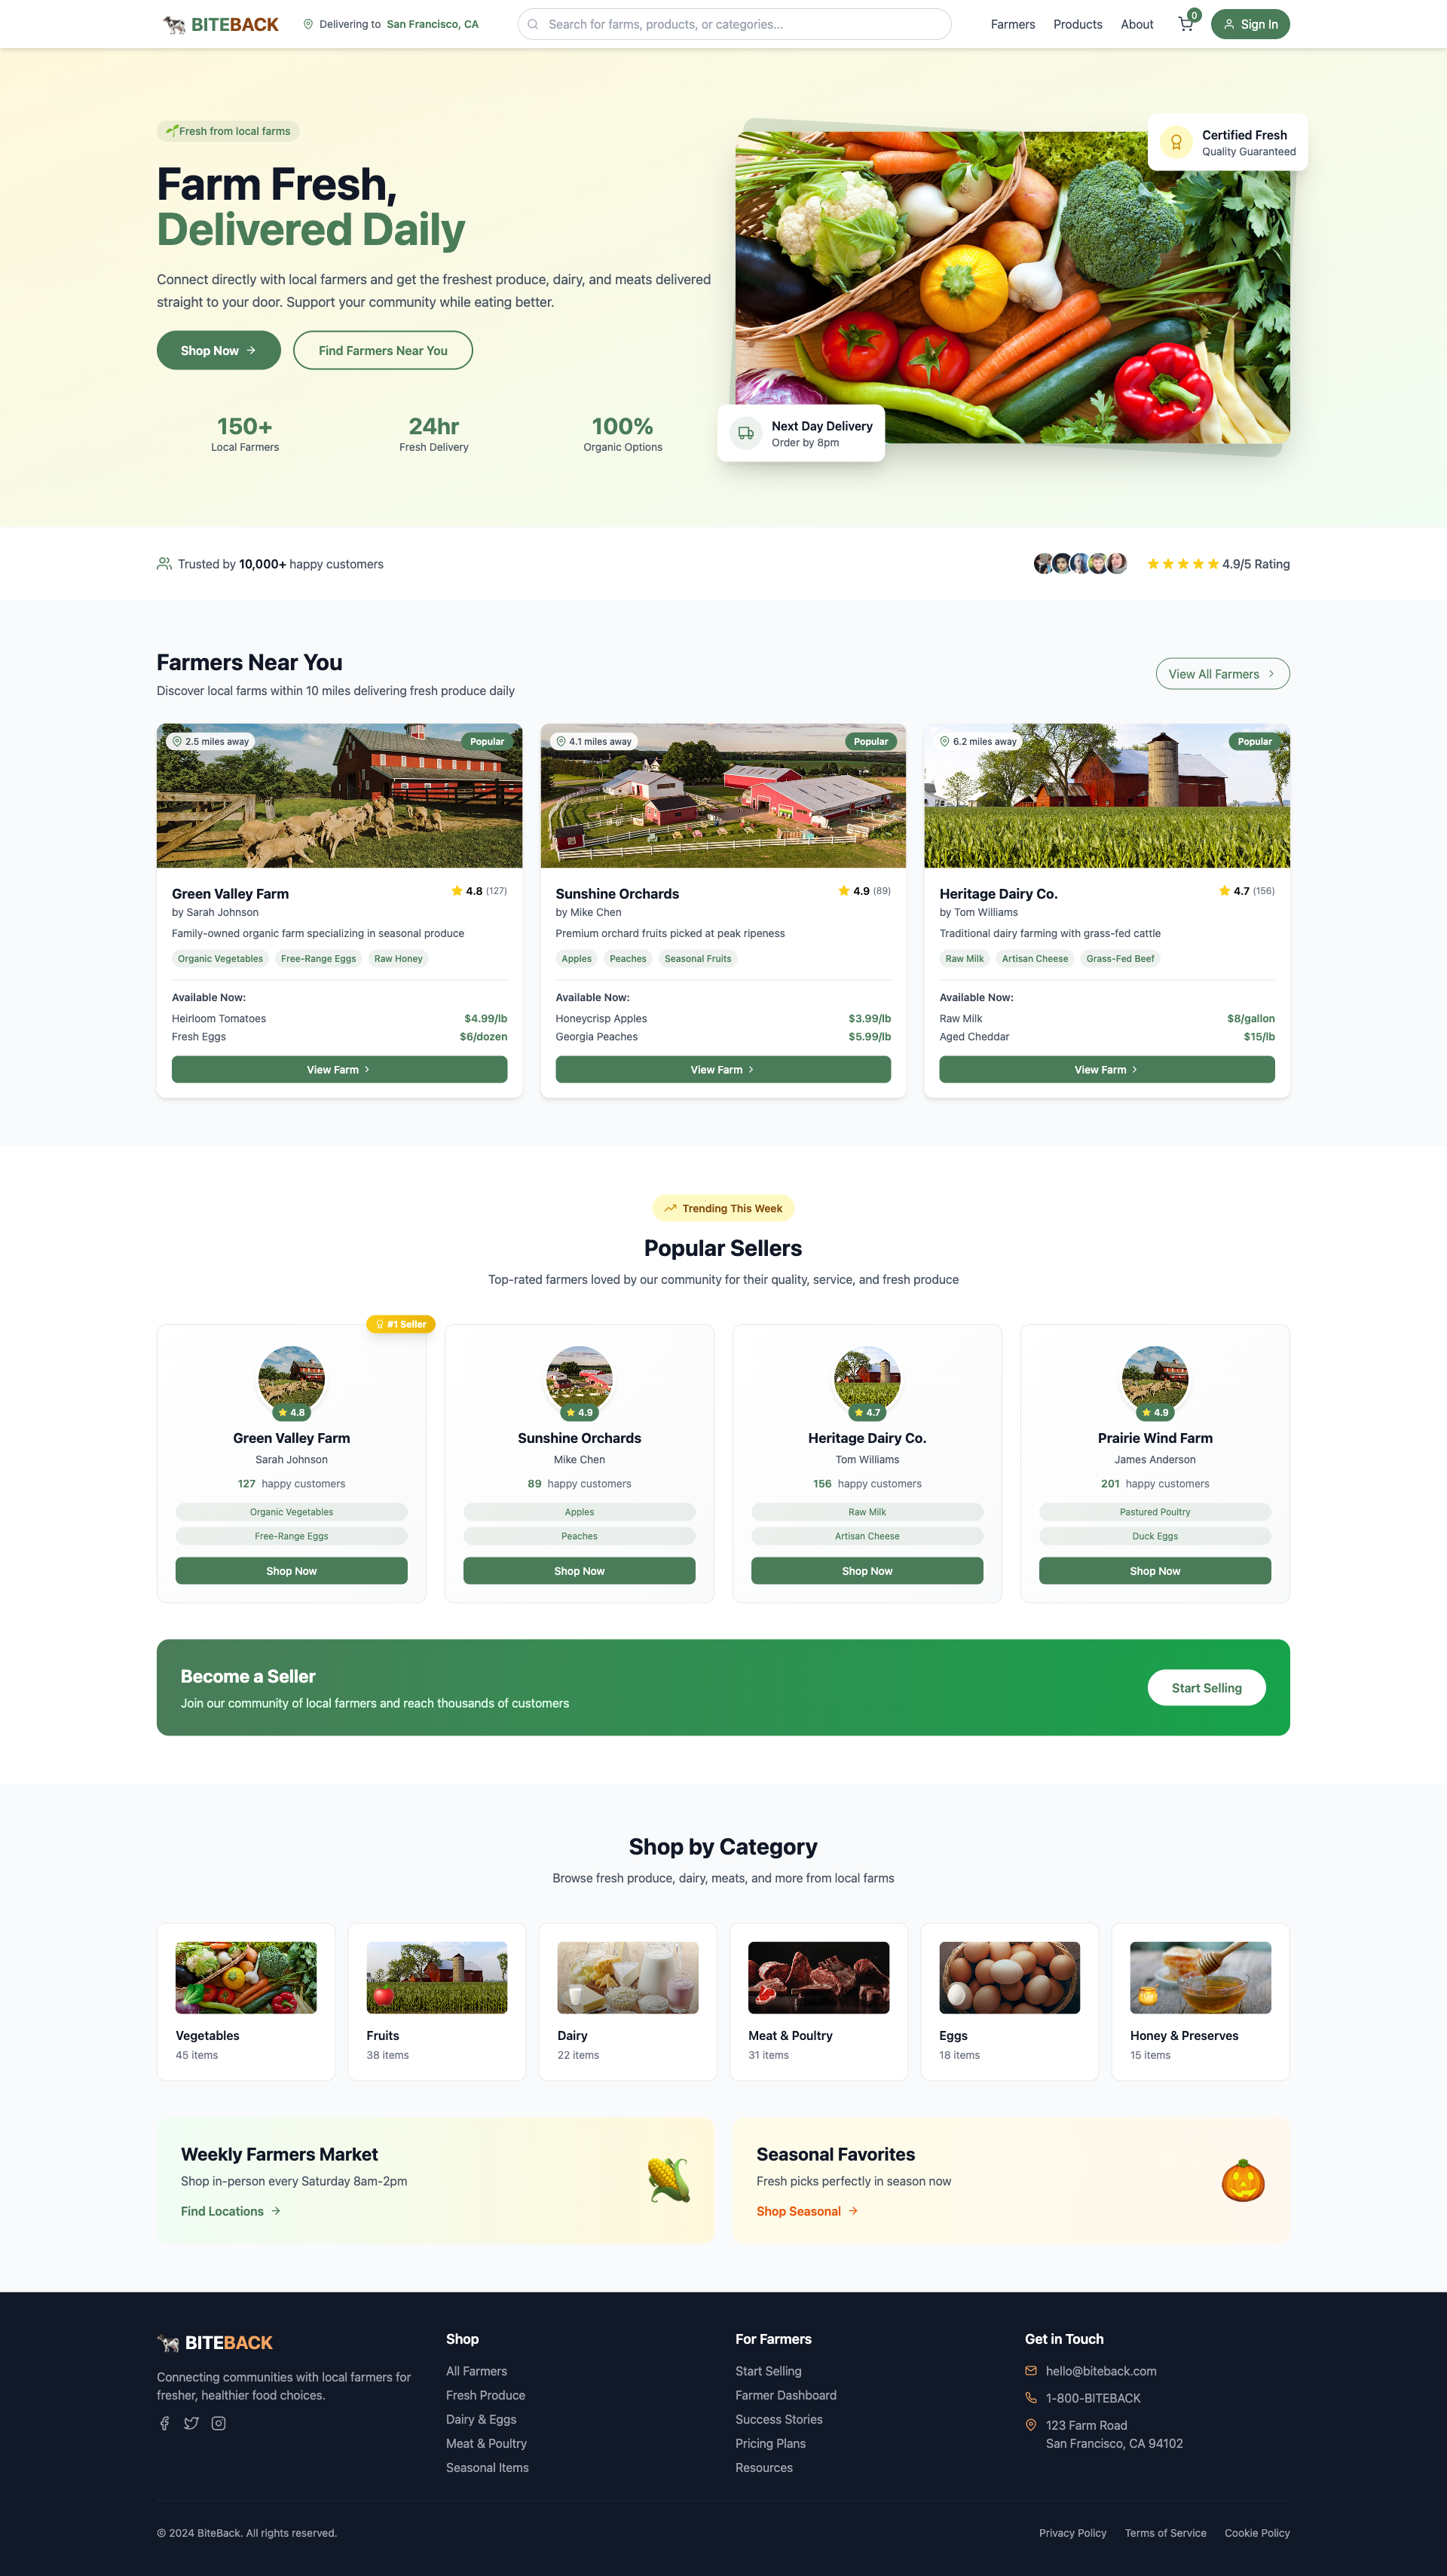 BITEBACK
Delivering to San Francisco, CA
Search for farms, products, or categories...
Farmers
Products
About
0
Sign In
Fresh from local farms
Farm Fresh,
Delivered Daily
Connect directly with local farmers and get the freshest produce, dairy, and meats delivered
straight to your door. Support your community while eating better.
Shop Now
Find Farmers Near You
150+
Local Farmers
24hr
Fresh Delivery
100%
Organic Options
Certified Fresh
Quality Guaranteed
Next Day Delivery
Order by 8pm
Trusted by 10,000+ happy customers
4.9/5 Rating
Farmers Near You
Discover local farms within 10 miles delivering fresh produce daily
View All Farmers
2.5 miles away
Popular
Green Valley Farm
4.8 (127)
by Sarah Johnson
Family-owned organic farm specializing in seasonal produce
Organic Vegetables
Free-Range Eggs
Raw Honey
Available Now:
Heirloom Tomatoes
$4.99/lb
Fresh Eggs
$6/dozen
View Farm
4.1 miles away
Popular
Sunshine Orchards
4.9 (89)
by Mike Chen
Premium orchard fruits picked at peak ripeness
Apples
Peaches
Seasonal Fruits
Available Now:
Honeycrisp Apples
$3.99/lb
Georgia Peaches
$5.99/lb
View Farm
6.2 miles away
Popular
Heritage Dairy Co.
4.7 (156)
by Tom Williams
Traditional dairy farming with grass-fed cattle
Raw Milk
Artisan Cheese
Grass-Fed Beef
Available Now:
Raw Milk
$8/gallon
Aged Cheddar
$15/lb
View Farm
Trending This Week
Popular Sellers
Top-rated farmers loved by our community for their quality, service, and fresh produce
#1 Seller
4.8
Green Valley Farm
Sarah Johnson
127 happy customers
Organic Vegetables
Free-Range Eggs
Shop Now
4.9
Sunshine Orchards
Mike Chen
89 happy customers
Apples
Peaches
Shop Now
4.7
Heritage Dairy Co.
Tom Williams
156 happy customers
Raw Milk
Artisan Cheese
Shop Now
4.9
Prairie Wind Farm
James Anderson
201 happy customers
Pastured Poultry
Duck Eggs
Shop Now
Become a Seller
Join our community of local farmers and reach thousands of customers
Start Selling
Shop by Category
Browse fresh produce, dairy, meats, and more from local farms
Vegetables
45 items
Fruits
38 items
Dairy
22 items
Meat & Poultry
31 items
Eggs
18 items
Honey & Preserves
15 items
Weekly Farmers Market
Shop in-person every Saturday 8am-2pm
Find Locations
Seasonal Favorites
Fresh picks perfectly in season now
Shop Seasonal
BITEBACK
Connecting communities with local farmers for
fresher, healthier food choices.
Shop
All Farmers
Fresh Produce
Dairy & Eggs
Meat & Poultry
Seasonal Items
For Farmers
Start Selling
Farmer Dashboard
Success Stories
Pricing Plans
Resources
Get in Touch
hello@biteback.com
1-800-BITEBACK
123 Farm Road
San Francisco, CA 94102
© 2024 BiteBack. All rights reserved.
Privacy Policy
Terms of Service
Cookie Policy